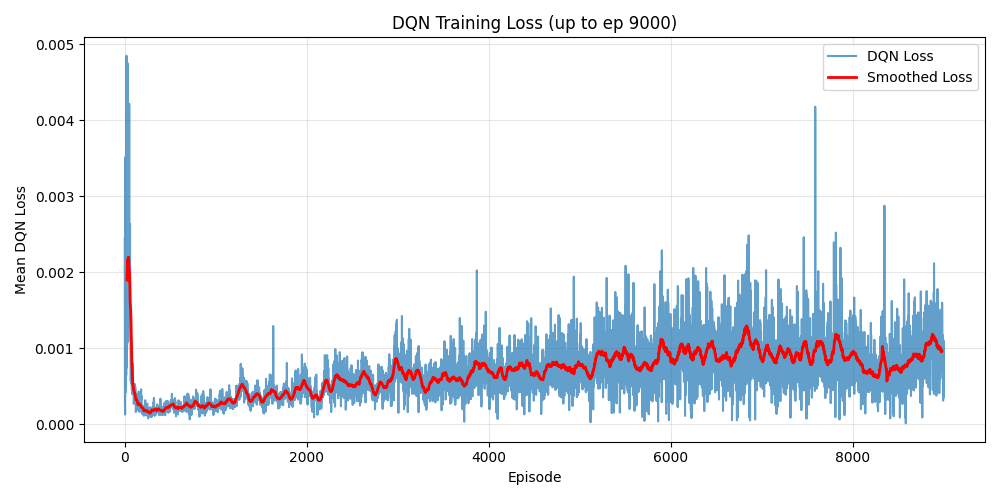 DQN Training Loss (up to ep 9000)
DQN Loss
Smoothed Loss
Mean DQN Loss
0.005
0.004
0.003
0.002
0.001
0.000
0
2000
4000
6000
8000
Episode